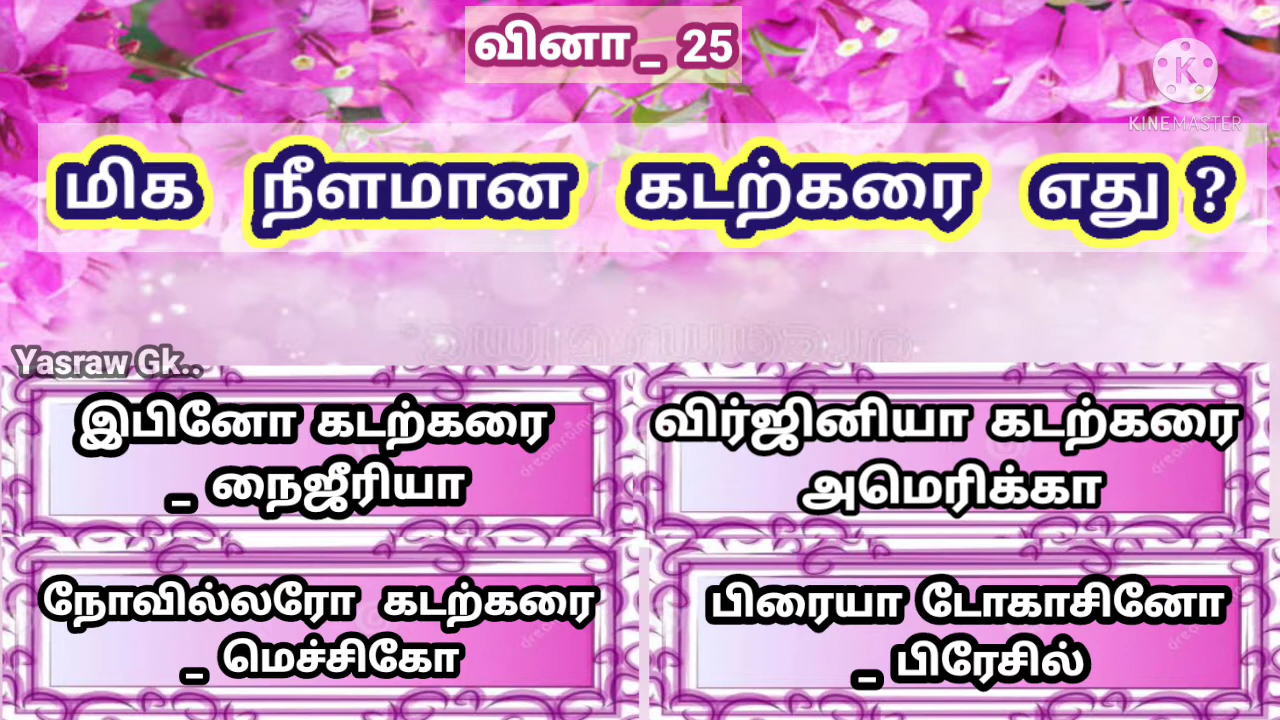 வினா_ 25
KINEMASTER
மிக நீளமான கடற்கரை எது ?
Yasraw Gk..
இபினோ கடற்கரை
_ நைஜீரியா
விர்ஜினியா கடற்கரை
அமெரிக்கா
நோவில்லரோ கடற்கரை
_ மெச்சிகோ
பிரையா டோகாசினோ
_ பிரேசில்